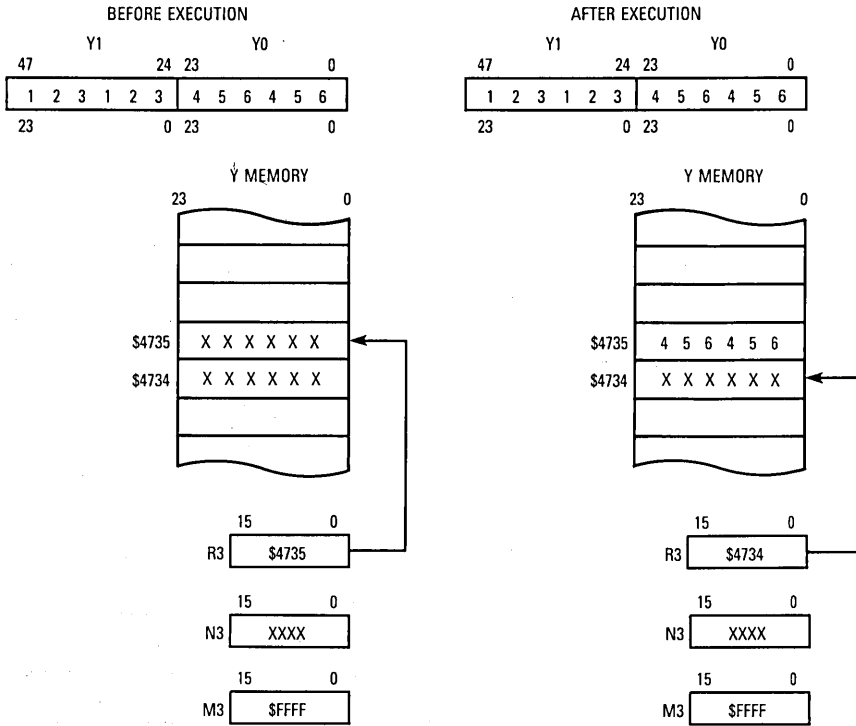 BEFORE EXECUTION
Y1 Y0
47 24 23 0
1 2 3 1 2 3 4 5 6 4 5 6
23 0 23 0
Y MEMORY
23 0
$4735 X X X X X X
$4734 X X X X X X
15 0
R3 $4735
15 0
N3 XXXX
15 0
M3 $FFFF
AFTER EXECUTION
Y1 Y0
47 24 23 0
1 2 3 1 2 3 4 5 6 4 5 6
23 0 23 0
Y MEMORY
23 0
$4735 4 5 6 4 5 6
$4734 X X X X X X
15 0
R3 $4734
15 0
N3 XXXX
15 0
M3 $FFFF